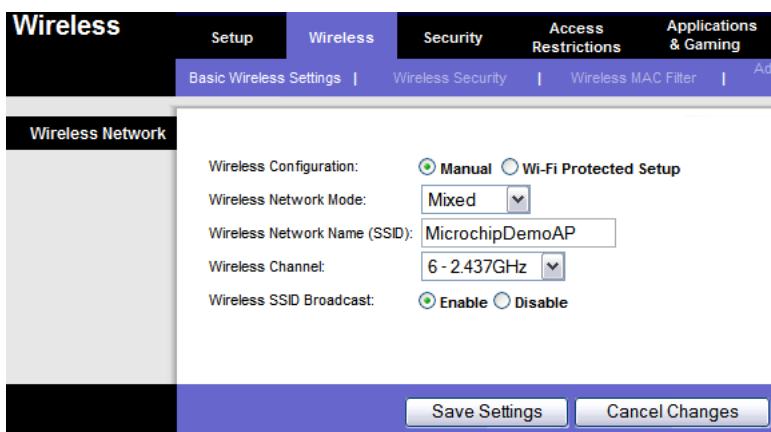 Wireless
Setup Wireless Security Access Restrictions Applications & Gaming
Basic Wireless Settings | Wireless Security | Wireless MAC Filter | Ad
Wireless Network
Wireless Configuration: Manual Wi-Fi Protected Setup
Wireless Network Mode: Mixed
Wireless Network Name (SSID): MicrochipDemoAP
Wireless Channel: 6 - 2.437GHz
Wireless SSID Broadcast: Enable Disable
Save Settings Cancel Changes